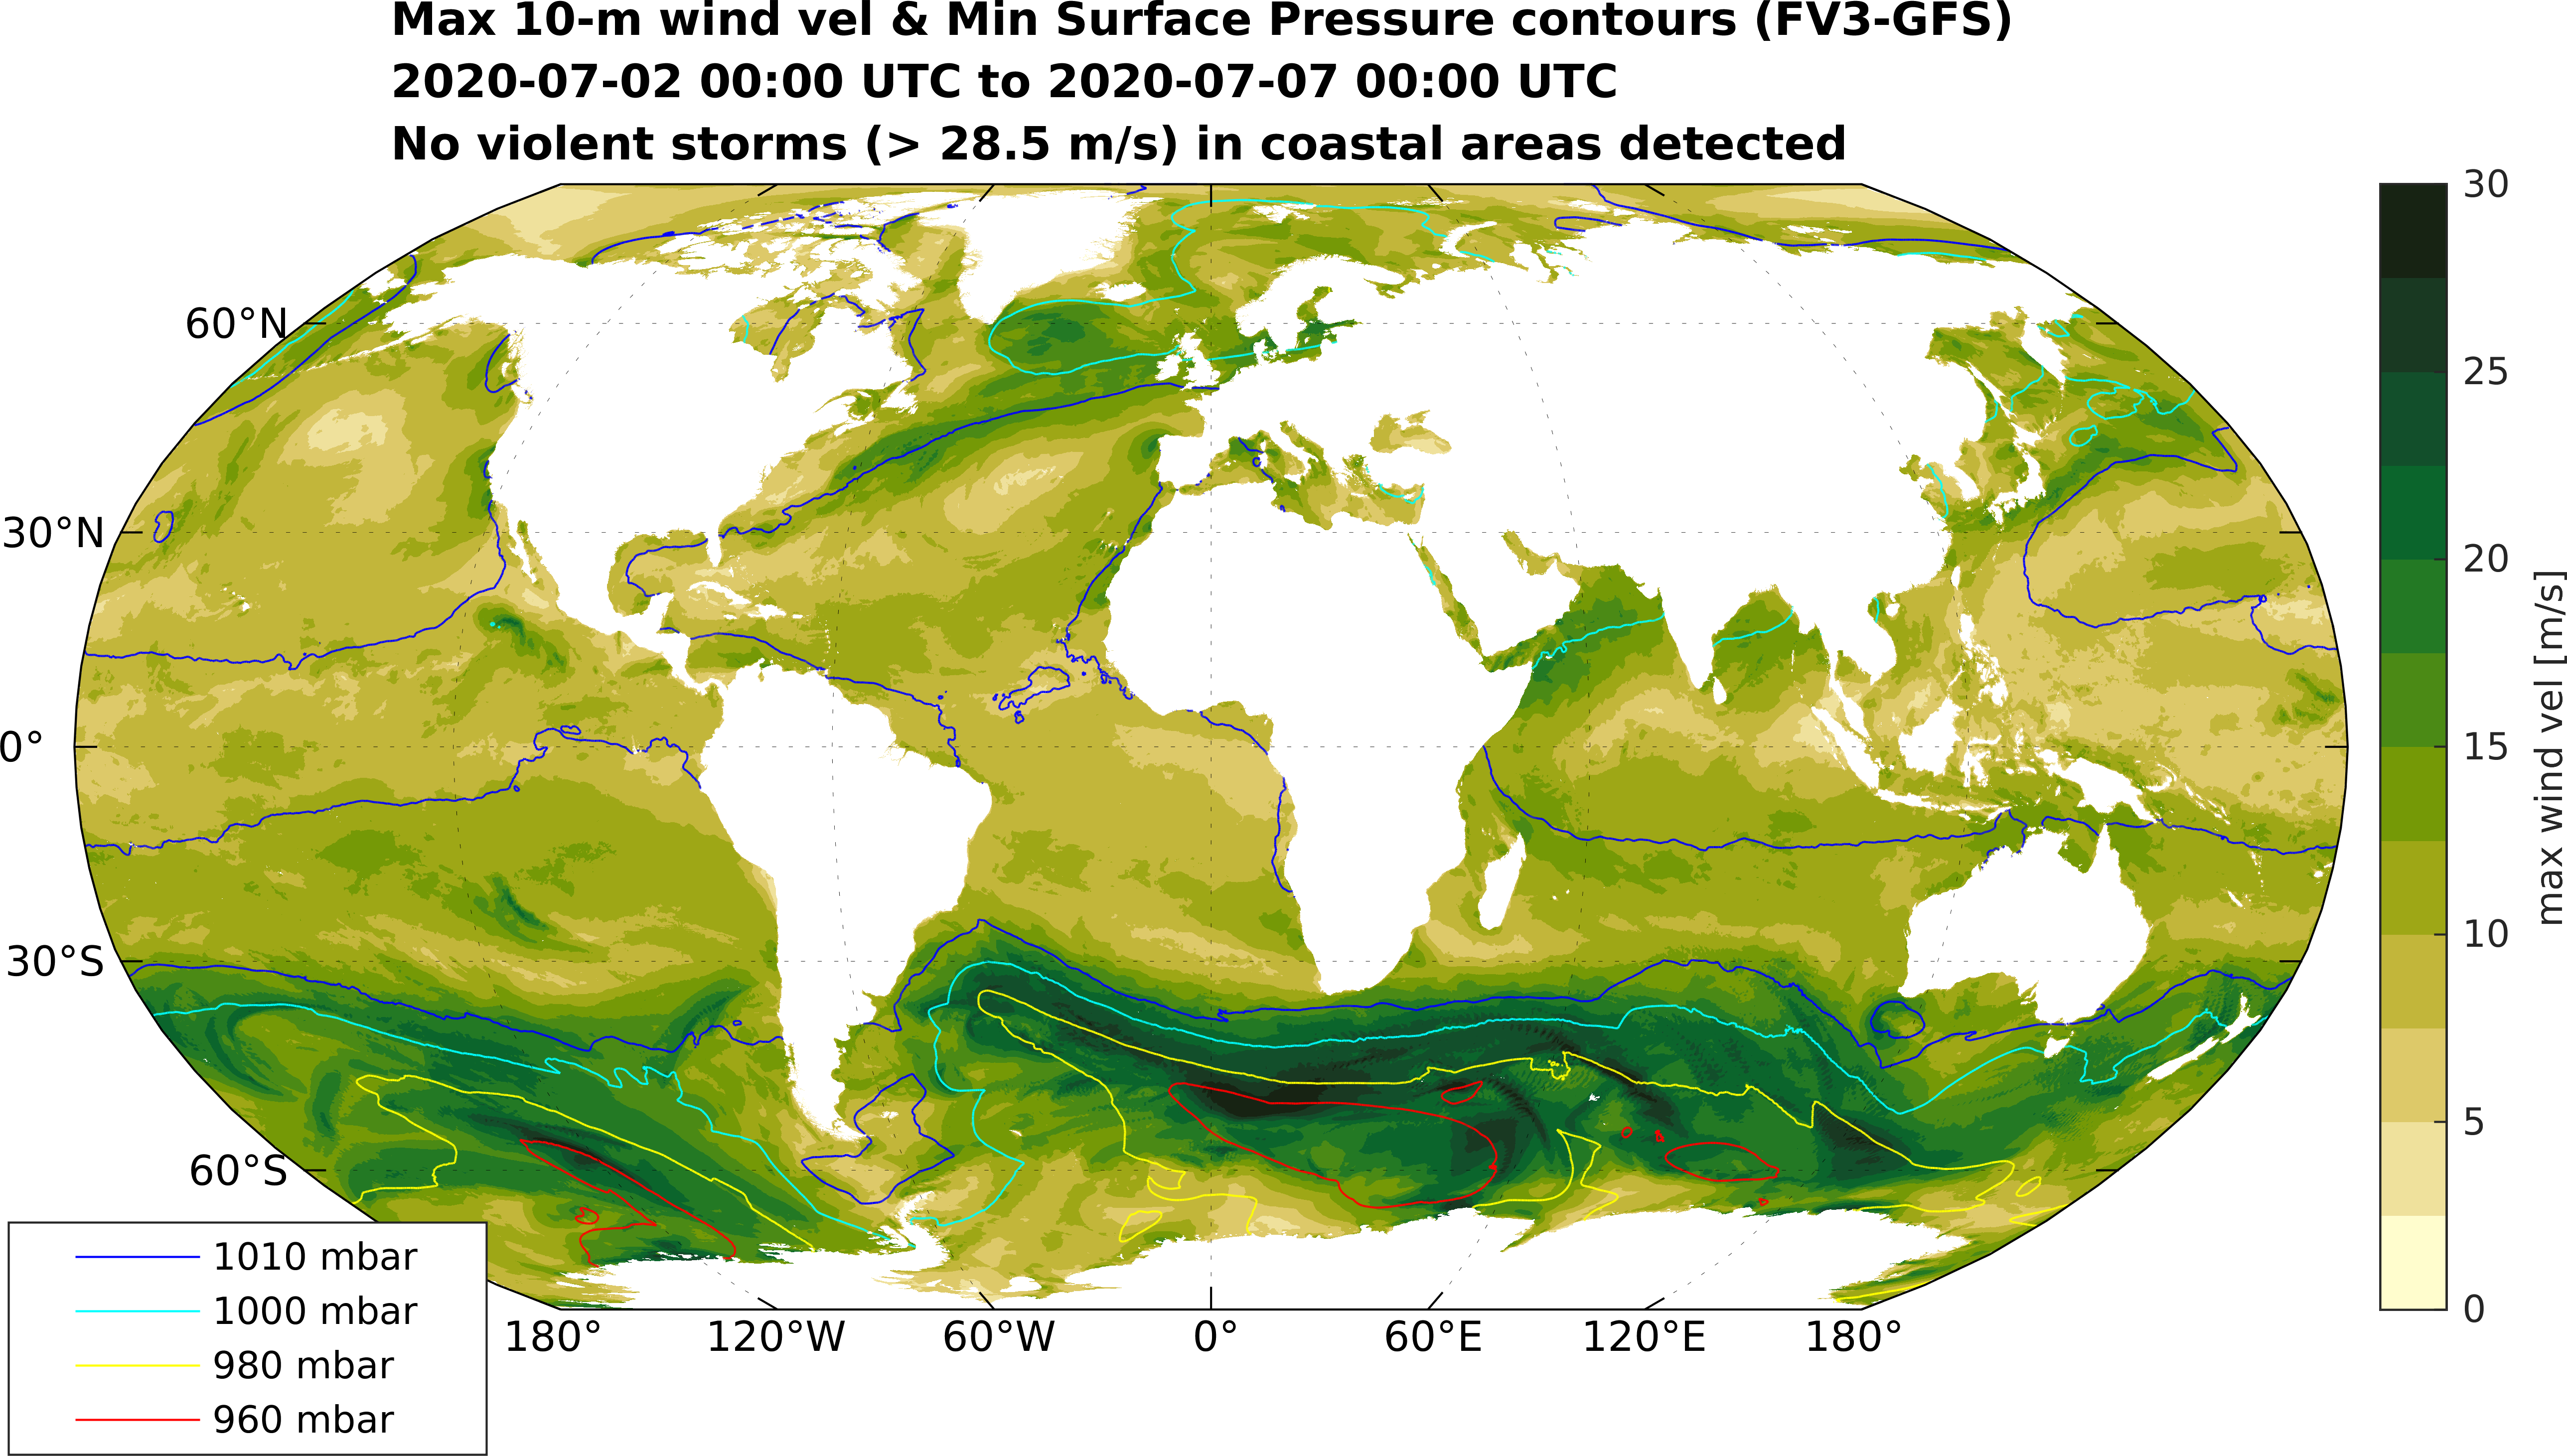 Max 10-m wind vel & Min Surface Pressure contours (FV3-GFS)
2020-07-02 00:00 UTC to 2020-07-07 00:00 UTC
No violent storms (> 28.5 m/s) in coastal areas detected
60°N
30°N
0°
30°S
60°S
180°
120°W
60°W
0°
60°E
120°E
180°
1010 mbar
1000 mbar
980 mbar
960 mbar
30
25
20
15
10
5
0
max wind vel [m/s]